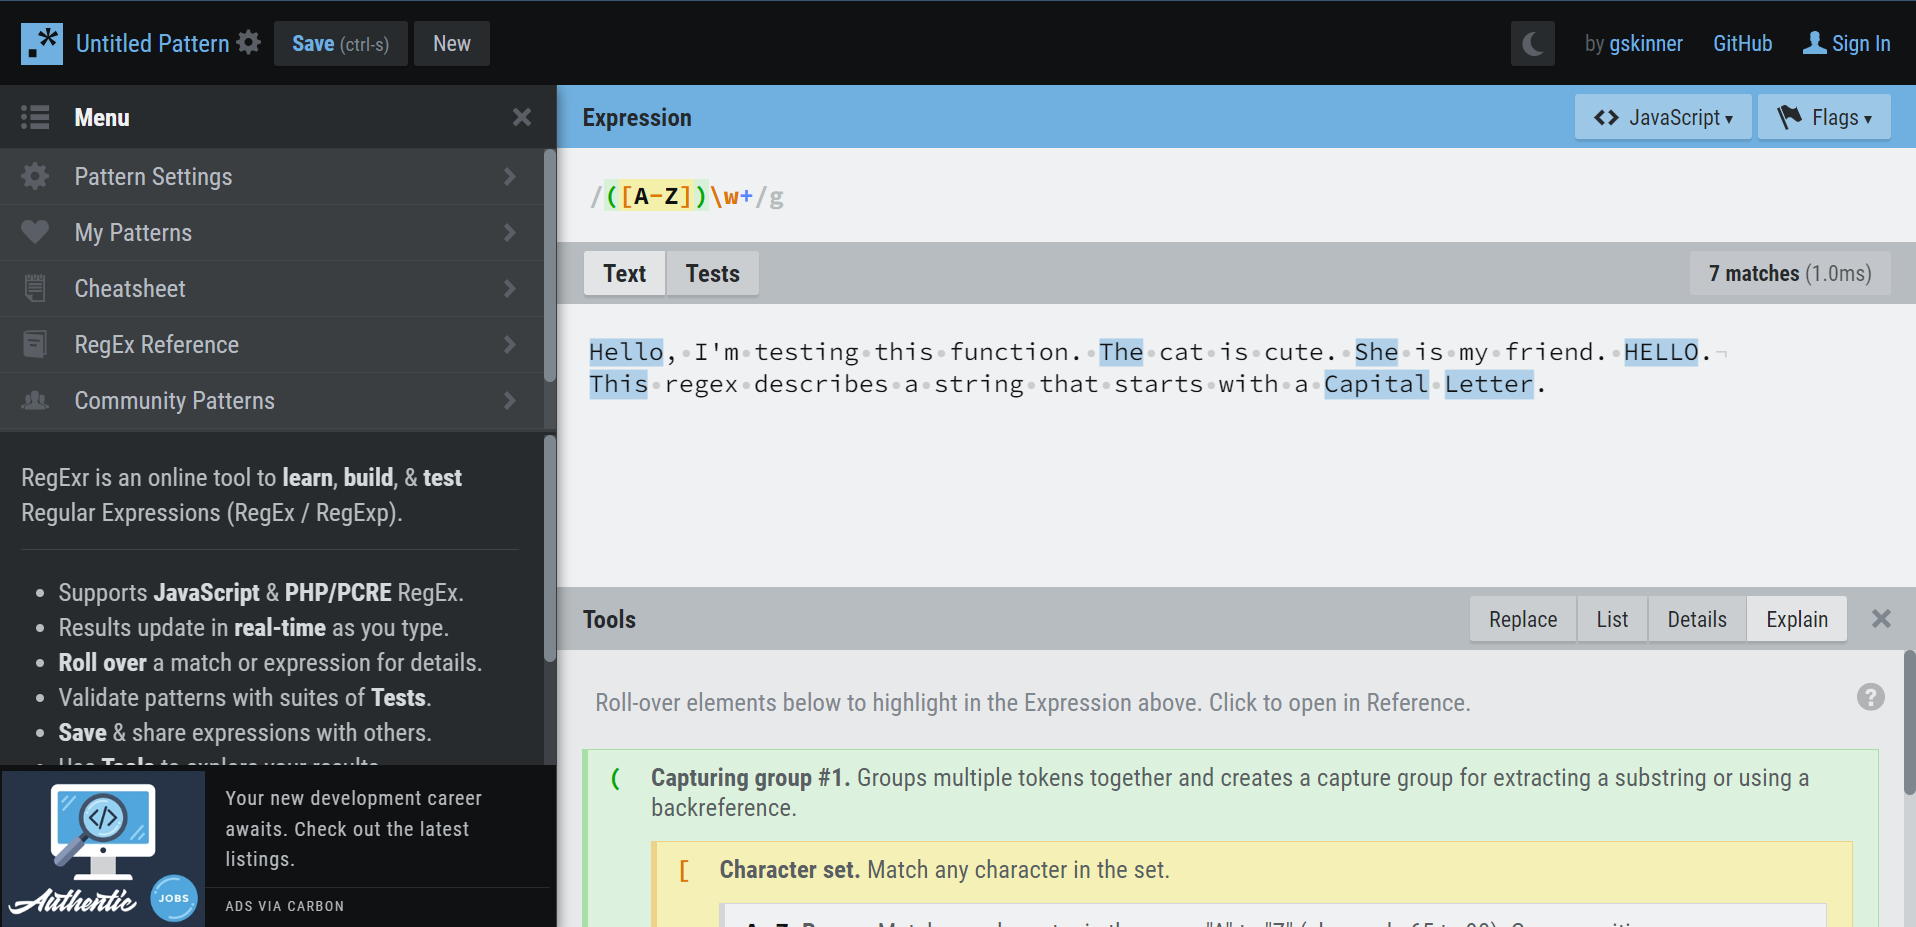 Untitled Pattern
Save (ctrl-s)
New
by gskinner
GitHub
Sign In
Menu
Pattern Settings
My Patterns
Cheatsheet
RegEx Reference
Community Patterns
RegExr is an online tool to learn, build, & test
Regular Expressions (RegEx / RegExp).
• Supports JavaScript & PHP/PCRE RegEx.
• Results update in real-time as you type.
• Roll over a match or expression for details.
• Validate patterns with suites of Tests.
• Save & share expressions with others.
• Use Tools to explore your results.
</> 
Authentic
JOBS
Your new development career
awaits. Check out the latest
listings.
ADS VIA CARBON
Expression
JavaScript
Flags
/([A-Z])\w+/g
Text
Tests
7 matches (1.0ms)
Hello, I'm testing this function. The cat is cute. She is my friend. HELLO.
This regex describes a string that starts with a Capital Letter.
Tools
Replace
List
Details
Explain
Roll-over elements below to highlight in the Expression above. Click to open in Reference.
?
( Capturing group #1. Groups multiple tokens together and creates a capture group for extracting a substring or using a
backreference.
[ Character set. Match any character in the set.